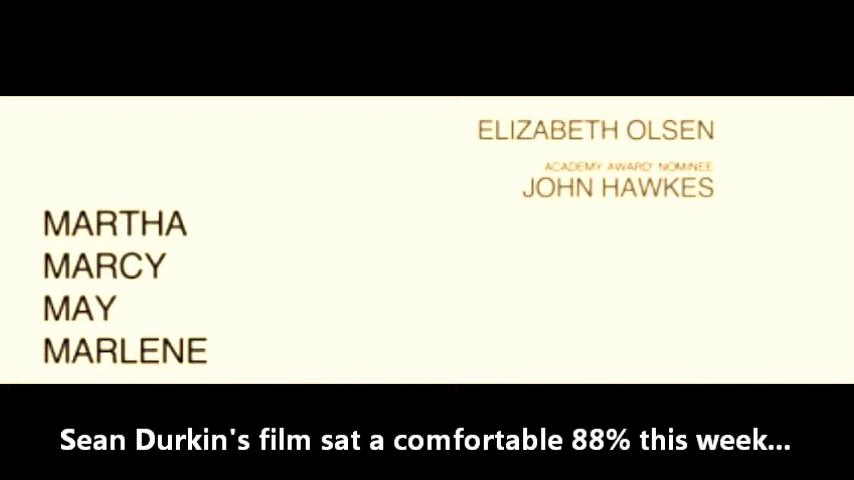 ELIZABETH OLSEN
ACADEMY AWARD NOMINEE
JOHN HAWKES
MARTHA
MARCY
MAY
MARLENE
Sean Durkin's film sat a comfortable 88% this week...